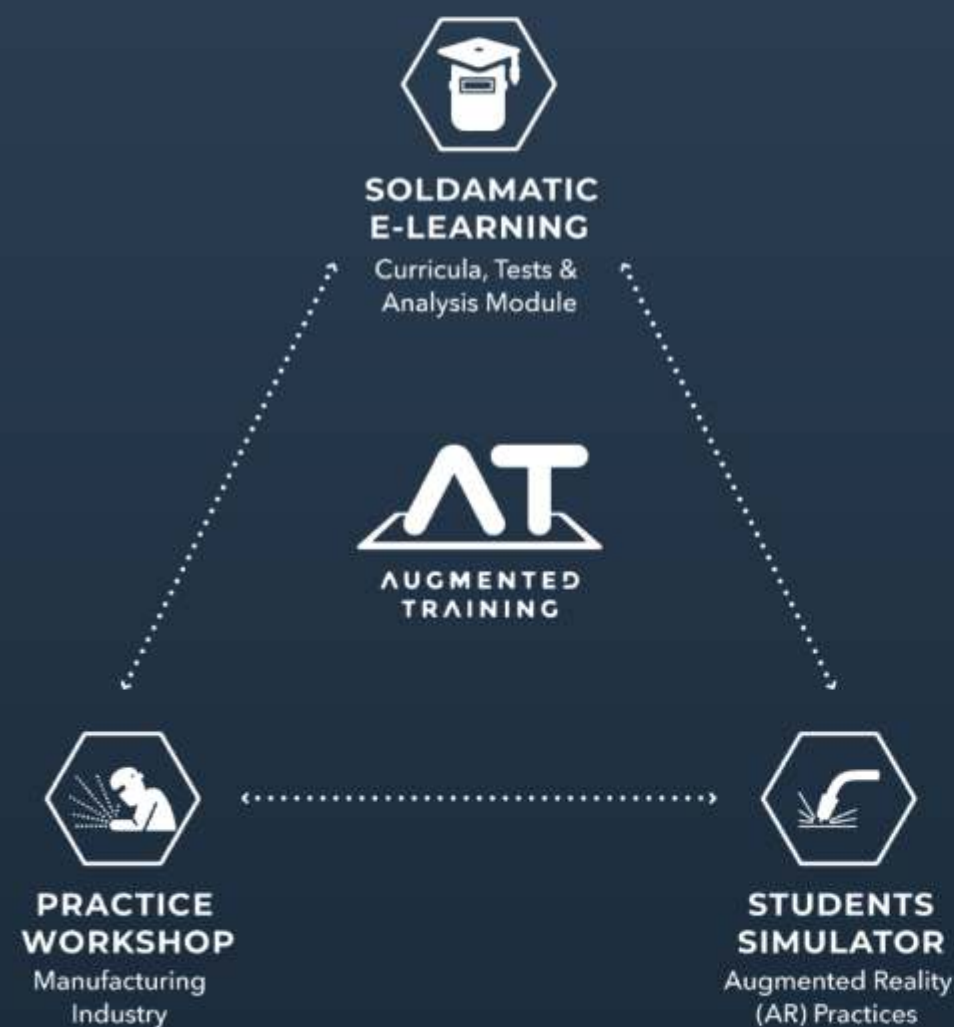 SOLDAMATIC
E-LEARNING
Curricula, Tests &
Analysis Module
AT
AUGMENTED
TRAINING
PRACTICE
WORKSHOP
Manufacturing
Industry
STUDENTS
SIMULATOR
Augmented Reality
(AR) Practices